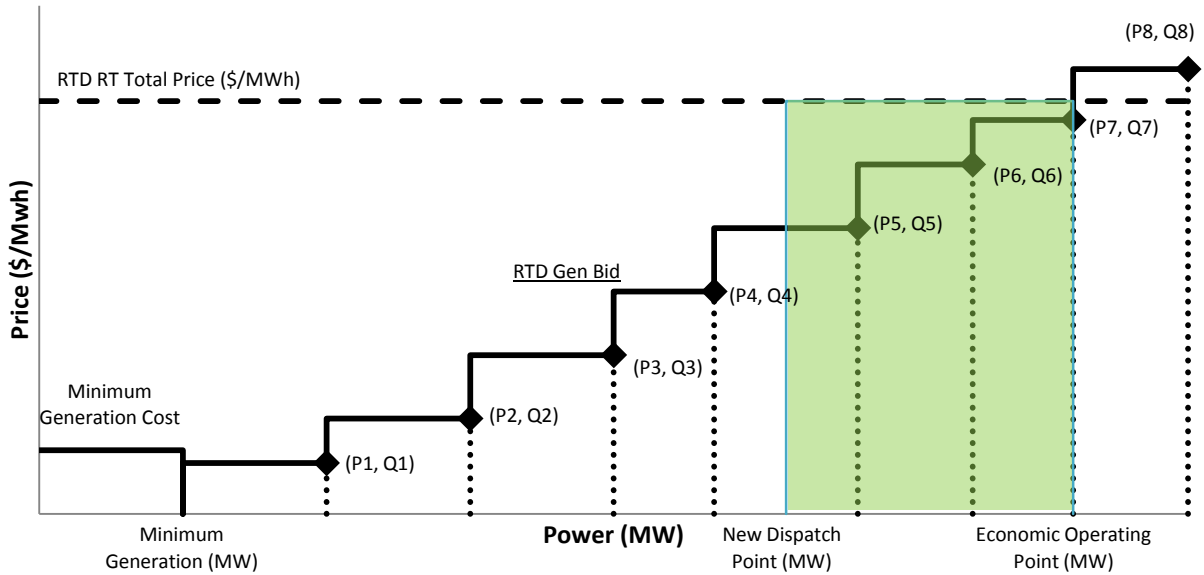 (P8, Q8)
RTD RT Total Price ($/MWh)
(P7, Q7)
(P6, Q6)
(P5, Q5)
RTD Gen Bid
(P4, Q4)
Price ($/Mwh)
(P3, Q3)
Minimum
Generation Cost
(P2, Q2)
(P1, Q1)
Minimum
Generation (MW)
Power (MW)
New Dispatch
Point (MW)
Economic Operating
Point (MW)